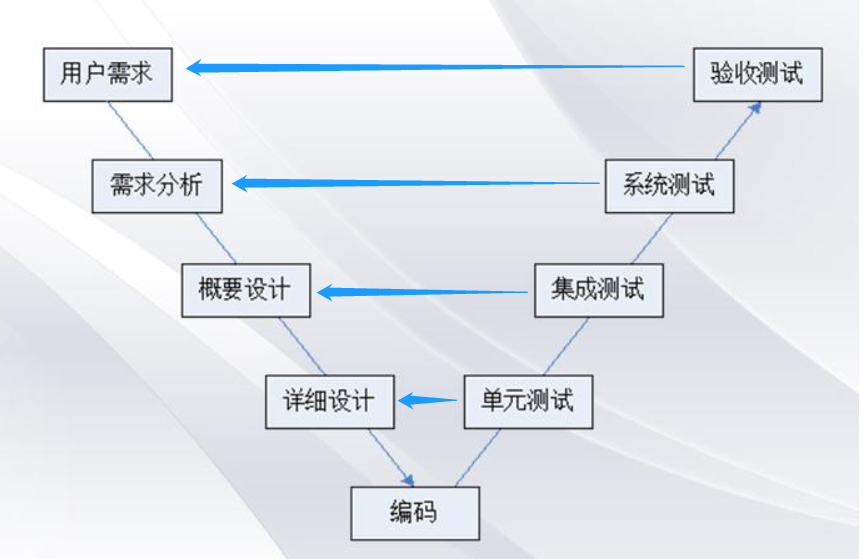 用户需求
验收测试
需求分析
系统测试
概要设计
集成测试
详细设计
单元测试
编码